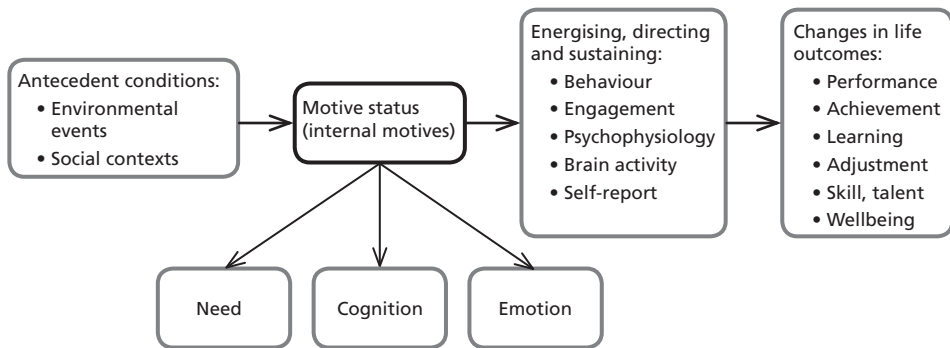 Antecedent conditions:
• Environmental
events
• Social contexts
Motive status
(internal motives)
Energising, directing
and sustaining:
• Behaviour
• Engagement
• Psychophysiology
• Brain activity
• Self-report
Changes in life
outcomes:
• Performance
• Achievement
• Learning
• Adjustment
• Skill, talent
• Wellbeing
Need
Cognition
Emotion